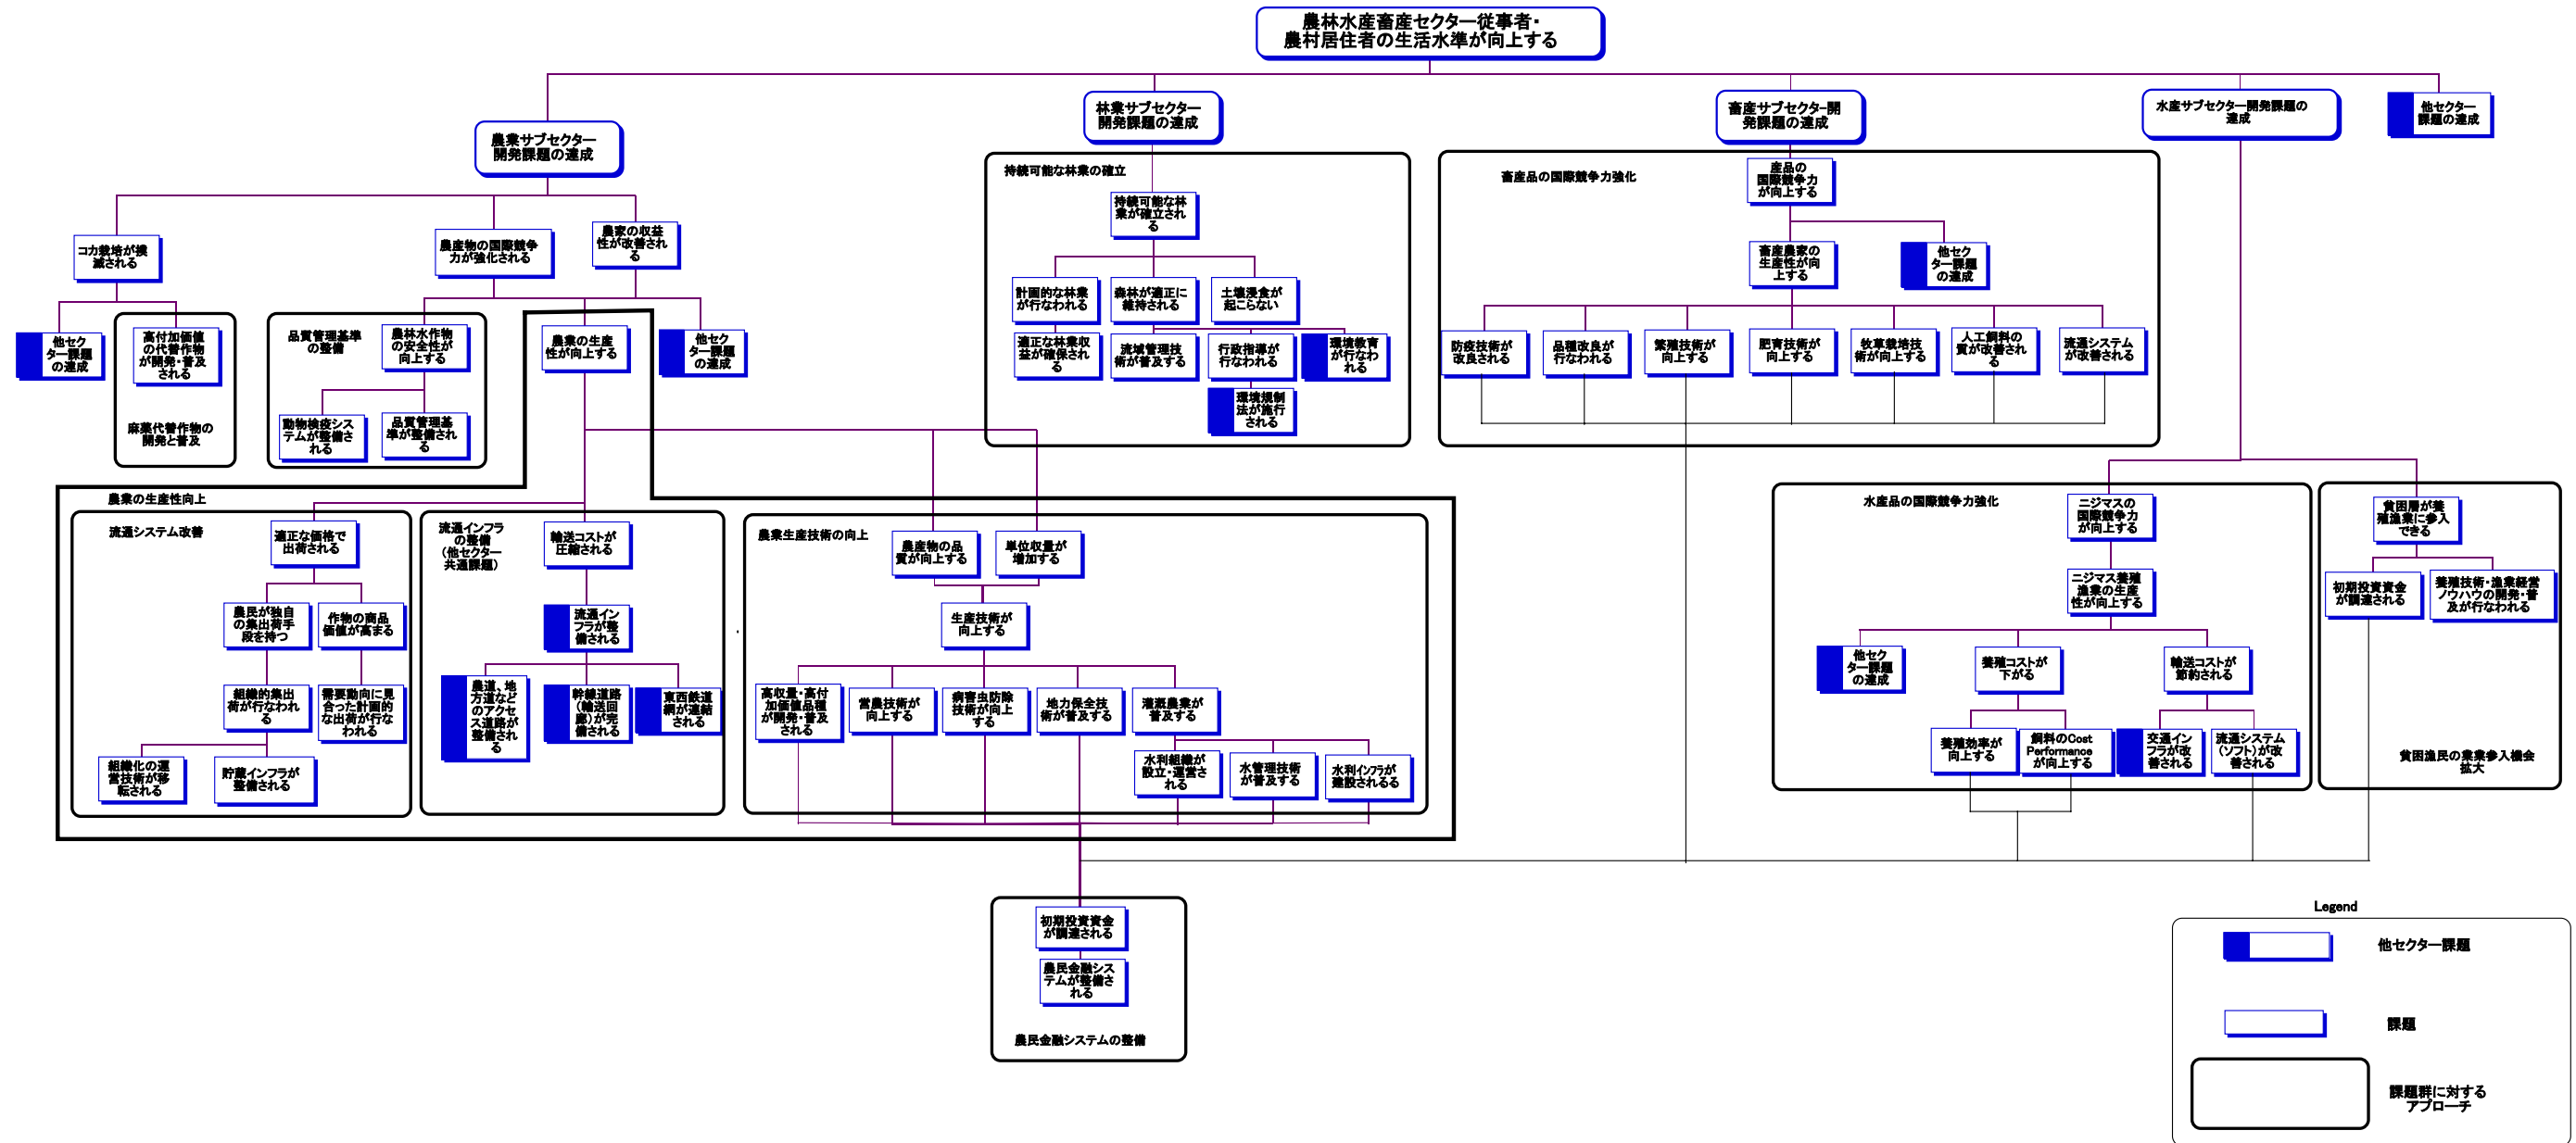 農林水産畜産セクター従事者・
農村居住者の生活水準が向上する
農業サブセクター
開発課題の達成
林業サブセクター
開発課題の達成
畜産サブセクター開
発課題の達成
水産サブセクター開発課題の
達成
他セクター
課題の達成
コカ栽培が撲
滅される
農産物の国際競争
力が強化される
農家の収益
性が改善され
る
他セク
ター課題
の達成
高付加価値
の代替作物
が開発・普及
される
麻薬代替作物の
開発と普及
品質管理基準
の整備
農林水作物
の安全性が
向上する
動物検疫シス
テムが整備さ
れる
品質管理基
準が整備され
る
農業の生産
性が向上する
他セク
ター課題
の達成
持続可能な林業の確立
持続可能な林
業が確立され
る
計画的な林業
が行なわれる
森林が適正に
維持される
土壌浸食が
起こらない
適正な林業収
益が確保され
る
流域管理技
術が普及する
行政指導が
行なわれる
環境教育
が行なわ
れる
環境規制
法が施行
される
畜産品の国際競争力強化
産品の
国際競争力
が向上する
畜産農家の
生産性が向
上する
他セク
ター課題
の達成
防疫技術が
改良される
品種改良が
行なわれる
繁殖技術が
向上する
肥育技術が
向上する
牧草栽培技
術が向上する
人工飼料の
質が改善され
る
流通システム
が改善される
農業の生産性向上
流通システム改善
適正な価格で
出荷される
農民が独自
の集出荷手
段を持つ
作物の商品
価値が高まる
組織的集出
荷が行なわれ
る
需要動向に見
合った計画的
な出荷が行な
われる
組織化の運
営技術が移
転される
貯蔵インフラが
整備される
流通インフラ
の整備
(他セクター
共通課題)
輸送コストが
圧縮される
流通イン
フラが整
備される
農道、地
方道など
のアクセ
ス道路が
整備され
る
幹線道路
(輸送回
廊)が完
備される
東西鉄道
網が連結
される
農業生産技術の向上
農産物の品
質が向上する
単位収量が
増加する
生産技術が
向上する
高収量・高付
加価値品種
が開発・普及
される
営農技術が
向上する
病害虫防除
技術が向上
する
地力保全技
術が普及する
灌漑農業が
普及する
水利組織が
設立・運営さ
れる
水管理技術
が普及する
水利インフラが
建設されるる
水産品の国際競争力強化
ニジマスの
国際競争力
が向上する
ニジマス養殖
漁業の生産
性が向上する
他セク
ター課題
の達成
養殖コストが
下がる
輸送コストが
節約される
養殖効率が
向上する
飼料のCost
Performance
が向上する
交通イン
フラが改
善される
流通システム
(ソフト)が改
善される
貧困層が養
殖漁業に参入
できる
初期投資資金
が調達される
養殖技術・漁業経営
ノウハウの開発・普
及が行なわれる
貧困漁民の業業参入機会
拡大
初期投資資金
が調達される
農民金融シス
テムが整備さ
れる
農民金融システムの整備
Legend
他セクター課題
課題
課題群に対する
アプローチ